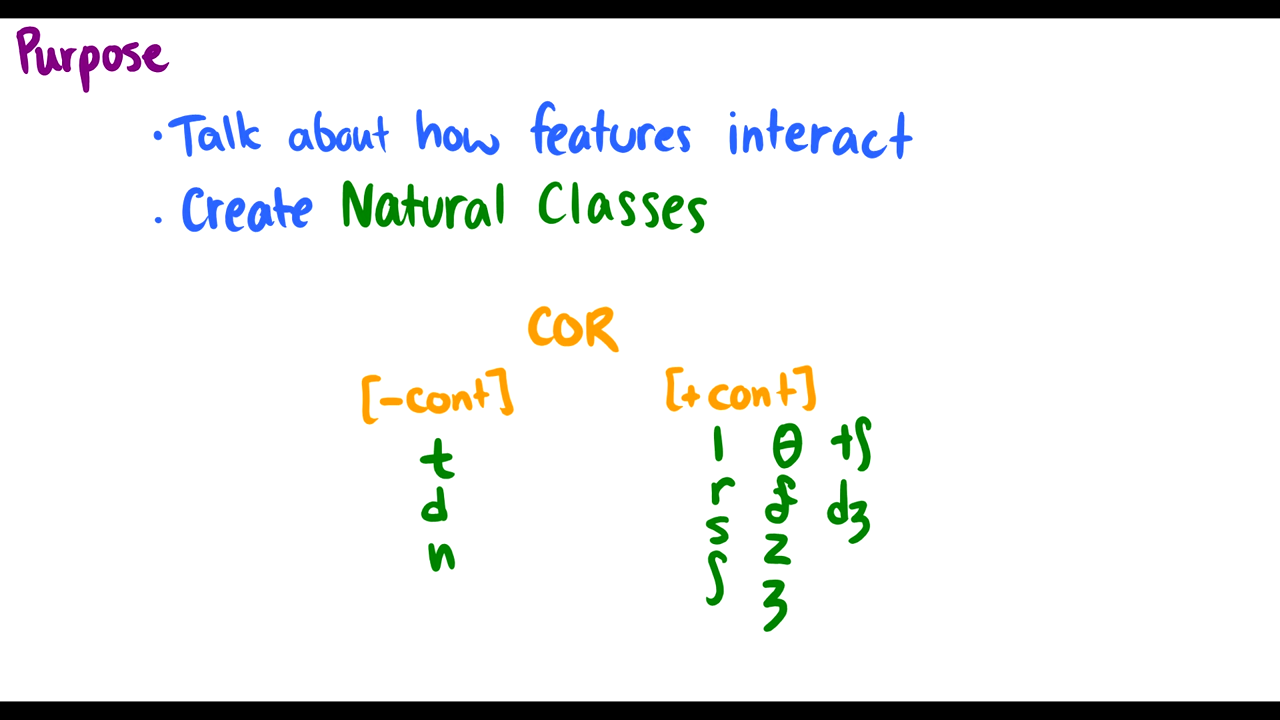 Purpose
• Talk about how features interact
• Create Natural Classes
COR
[-cont] [+cont]
t l θ tʃ
d r ð dʒ
n s z
ʃ ʒ